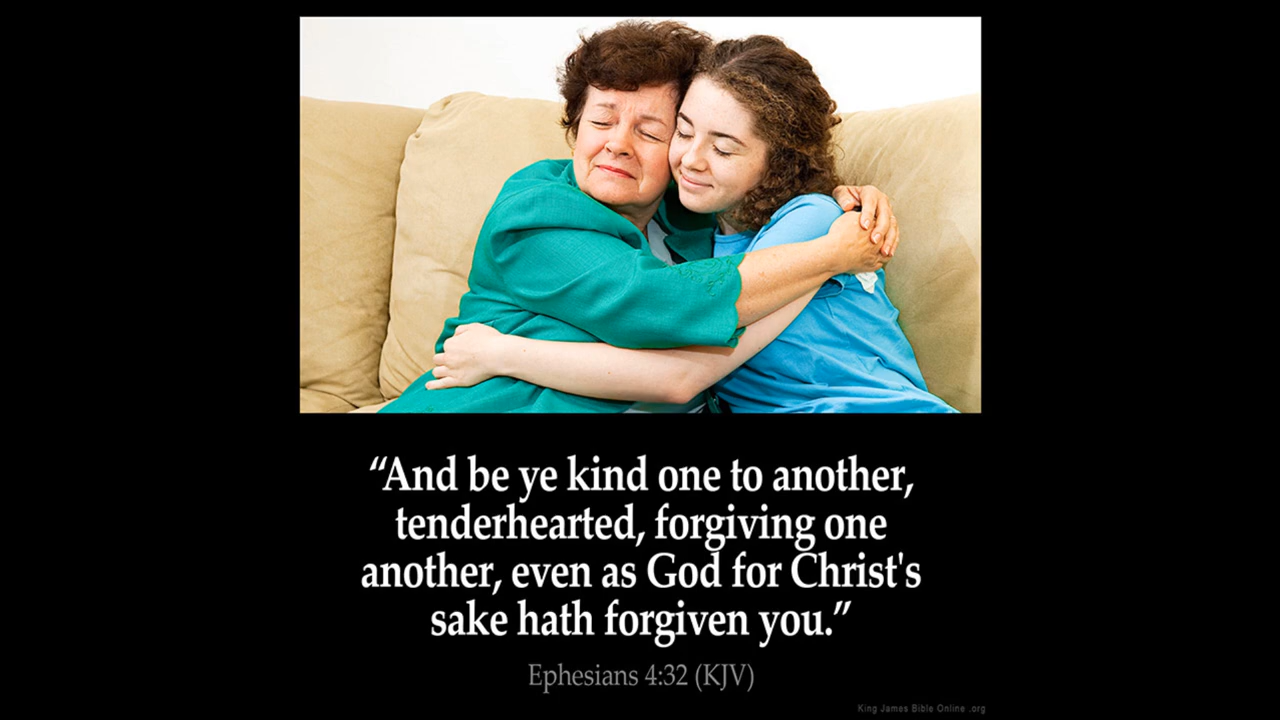 “And be ye kind one to another,
tenderhearted, forgiving one
another, even as God for Christ's
sake hath forgiven you.”
Ephesians 4:32 (KJV)
King James Bible Online .org